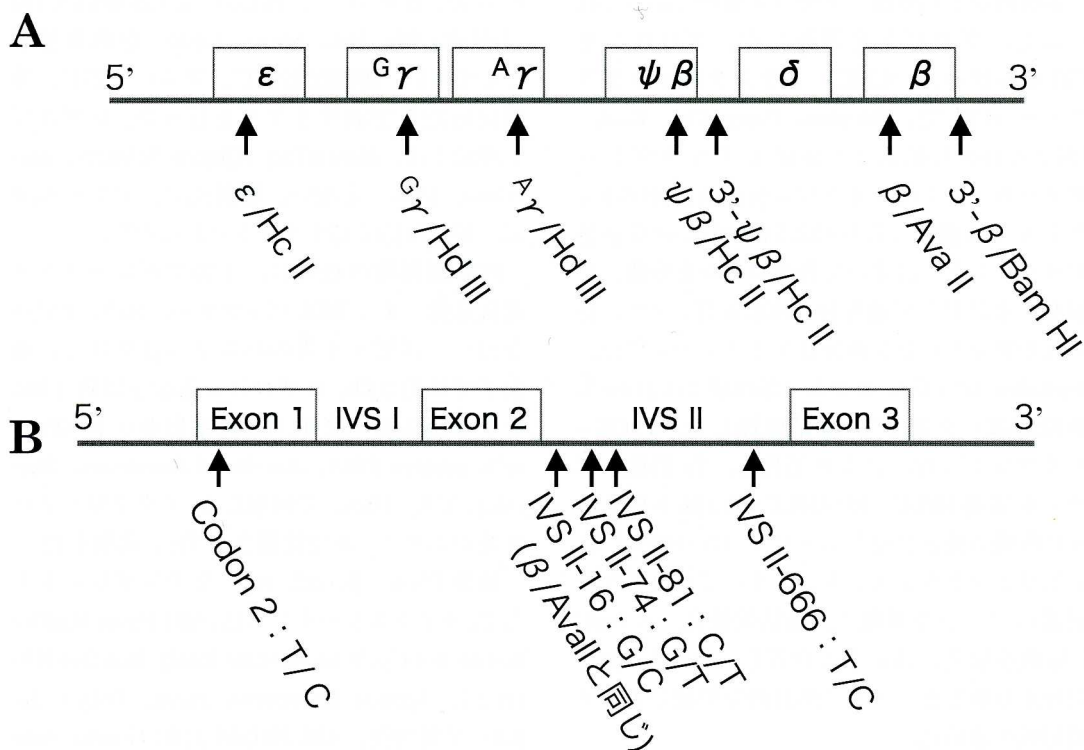 A
5' ε Gγ Aγ ψβ δ β 3'
ε/Hc II
Gγ/Hd III
Aγ/Hd III
ψβ/Hc II
3'-ψβ/Hc II
β/Ava II
3'-β/Bam HI
B
5' Exon 1 IVS I Exon 2 IVS II Exon 3 3'
Codon 2 : T/C
IVS II-16 : G/C
(β/AvaIIと同じ)
IVS II-74 : G/T
IVS II-81 : C/T
IVS II-666 : T/C